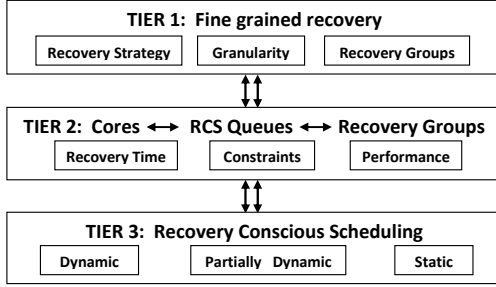 TIER 1: Fine grained recovery
Recovery Strategy Granularity Recovery Groups
TIER 2: Cores RCS Queues Recovery Groups
Recovery Time Constraints Performance
TIER 3: Recovery Conscious Scheduling
Dynamic Partially Dynamic Static